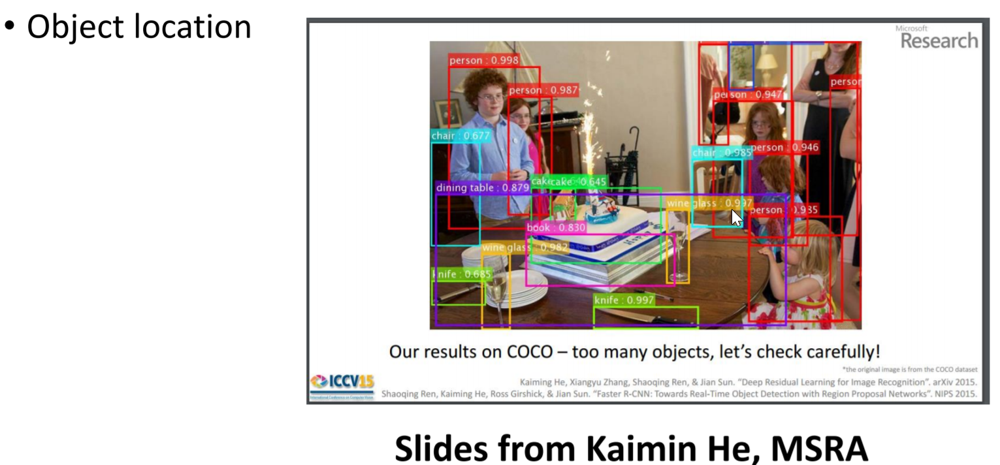 • Object location
Microsoft
Research
person : 0.998
person : 0.987
person
person : 0.947
chair : 0.677
person : 0.946
chair : 0.985
cake
cake : 0.645
dining table : 0.879
wine glass : 0.997
person : 0.935
book : 0.830
wine glass : 0.982
knife : 0.685
knife : 0.997
Our results on COCO – too many objects, let's check carefully!
*the original image is from the COCO dataset
ICCV15
International Conference on Computer Vision
Kaiming He, Xiangyu Zhang, Shaoqing Ren, & Jian Sun. "Deep Residual Learning for Image Recognition". arXiv 2015.
Shaoqing Ren, Kaiming He, Ross Girshick, & Jian Sun. "Faster R-CNN: Towards Real-Time Object Detection with Region Proposal Networks". NIPS 2015.
Slides from Kaimin He, MSRA